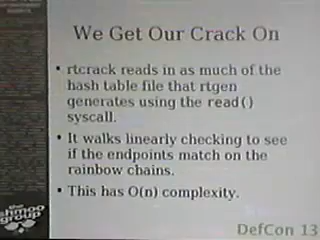 We Get Our Crack On
• rtcrack reads in as much of the
hash table file that rtgen
generates using the read()
syscall.
• It walks linearly checking to see
if the endpoints match on the
rainbow chains.
• This has O(n) complexity.
the
shmoo
group
DefCon 13